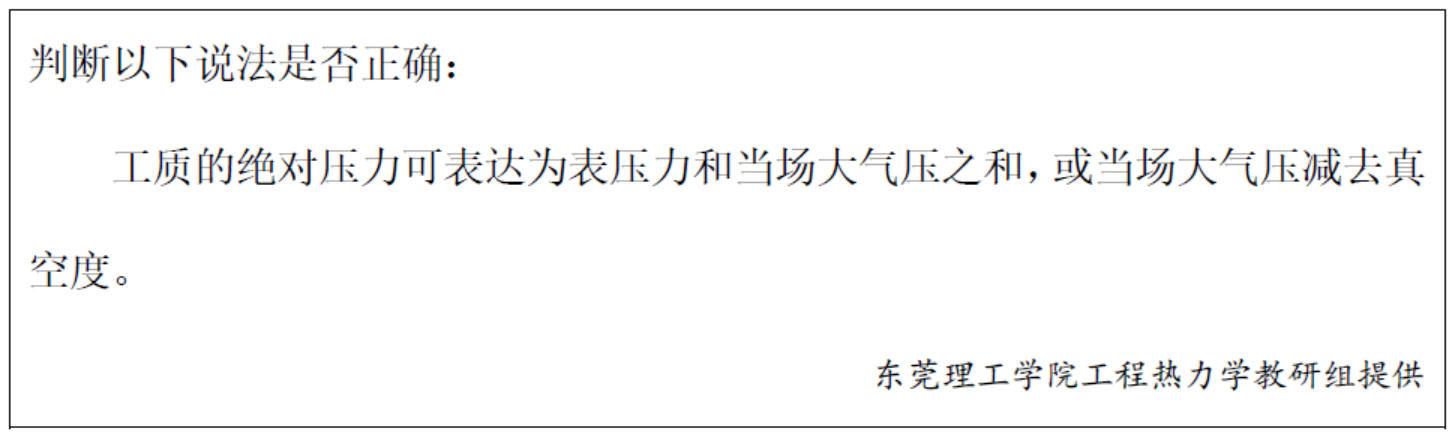 判断以下说法是否正确：
工质的绝对压力可表达为表压力和当场大气压之和，或当场大气压减去真
空度。
东莞理工学院工程热力学教研组提供